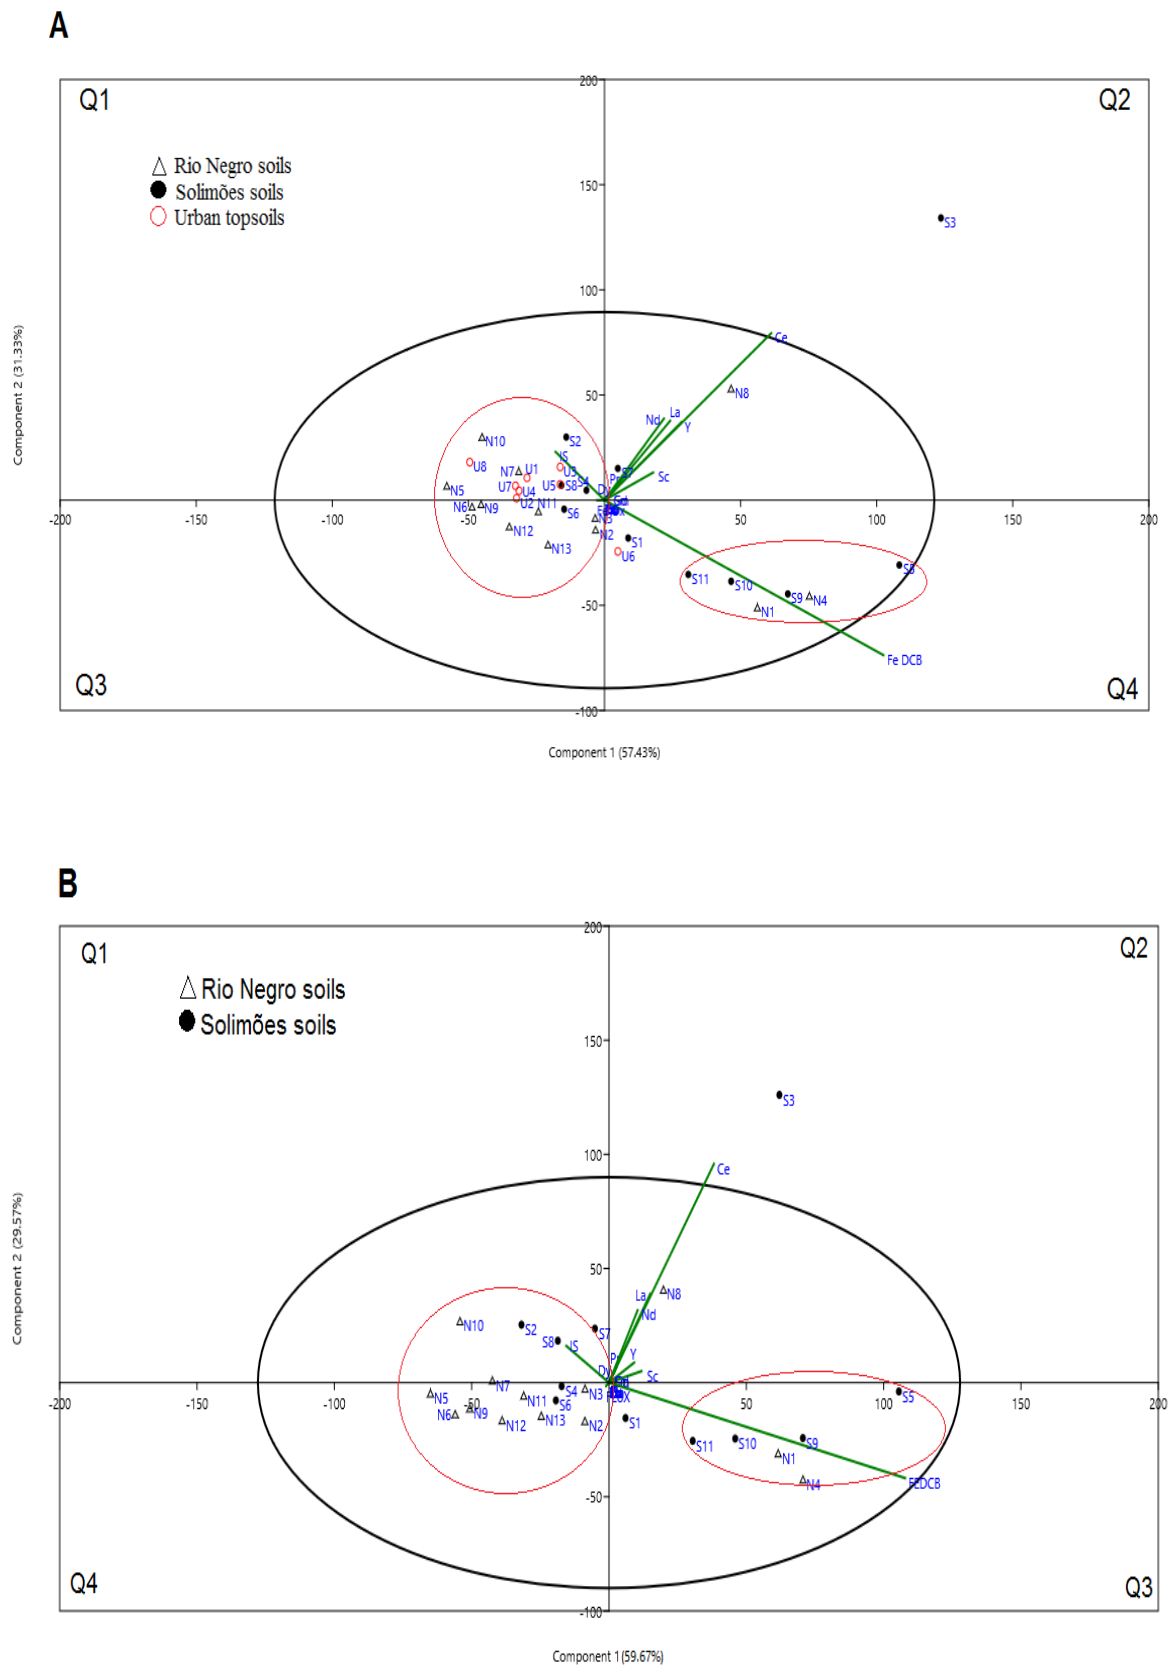 A
Q1
Q2
200
Rio Negro soils
Solimões soils
Urban topsoils
150
S3
100
Component 2 (31.33%)
Ce
50
N8
La
Nd
Y
N10
S2
IS
U8
N7
U1
U3
S7
Sc
N5
U7
U4
U5
S8
S4
N6
N9
U2
N11
S6
N3
-200
-150
-100
-50
50
100
150
200
N12
N2
N13
S1
U6
S11
S10
S9
N4
S5
N1
-50
Fe DCB
Q3
Q4
-100
Component 1 (57.43%)
B
Q1
Q2
200
Rio Negro soils
Solimões soils
150
S3
100
Ce
Component 2 (29.57%)
50
La
N8
Nd
N10
S2
S7
S8
IS
Y
Sc
N7
S4
N3
N5
N11
S6
S5
-200
-150
-100
-50
50
100
150
200
N6
N9
N12
N13
N2
S1
S11
S10
S9
N1
N4
FEDCB
-50
Q4
Q3
-100
Component 1 (59.67%)